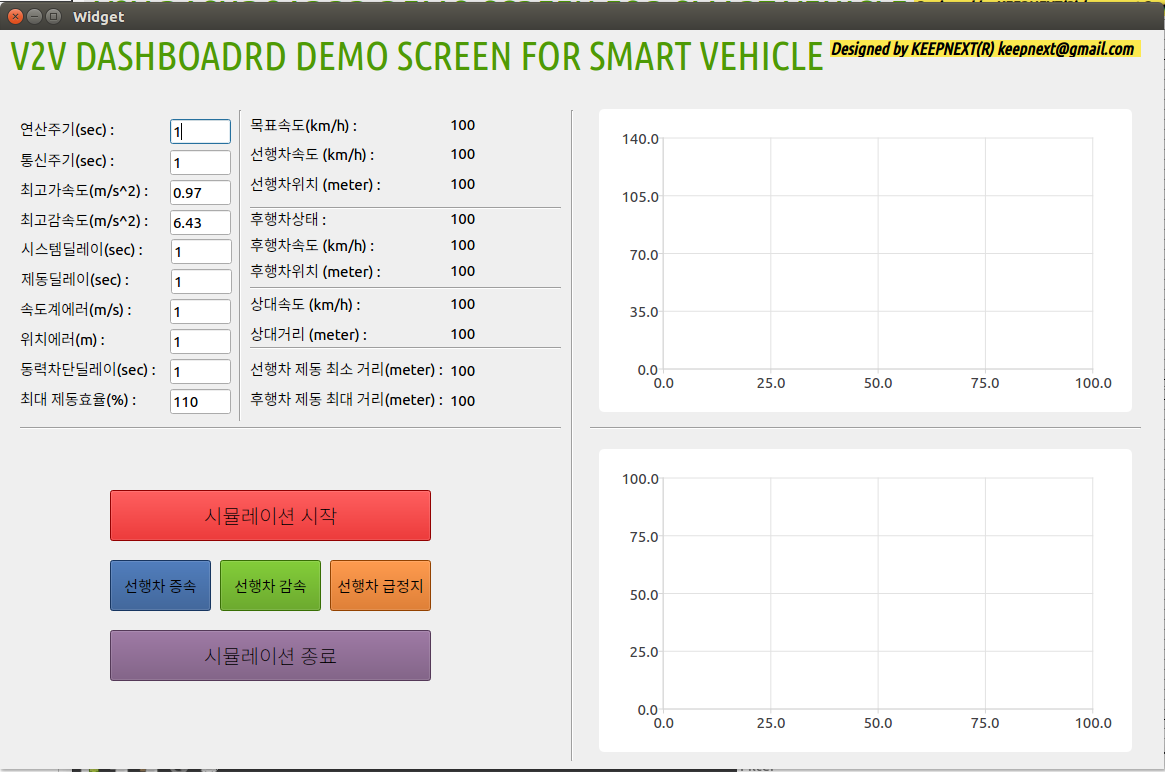 Widget
V2V DASHBOADRD DEMO SCREEN FOR SMART VEHICLE
Designed by KEEPNEXT(R) keepnext@gmail.com
연산주기(sec) : 1
통신주기(sec) : 1
최고가속도(m/s^2) : 0.97
최고감속도(m/s^2) : 6.43
시스템딜레이(sec) : 1
제동딜레이(sec) : 1
속도계에러(m/s) : 1
위치에러(m) : 1
동력차단딜레이(sec) : 1
최대 제동효율(%) : 110
목표속도(km/h) : 100
선행차속도 (km/h) : 100
선행차위치 (meter) : 100
후행차상태 : 100
후행차속도 (km/h) : 100
후행차위치 (meter) : 100
상대속도 (km/h) : 100
상대거리 (meter) : 100
선행차 제동 최소 거리(meter) : 100
후행차 제동 최대 거리(meter) : 100
시뮬레이션 시작
선행차 증속
선행차 감속
선행차 급정지
시뮬레이션 종료
140.0
105.0
70.0
35.0
0.0
0.0 25.0 50.0 75.0 100.0
100.0
75.0
50.0
25.0
0.0
0.0 25.0 50.0 75.0 100.0